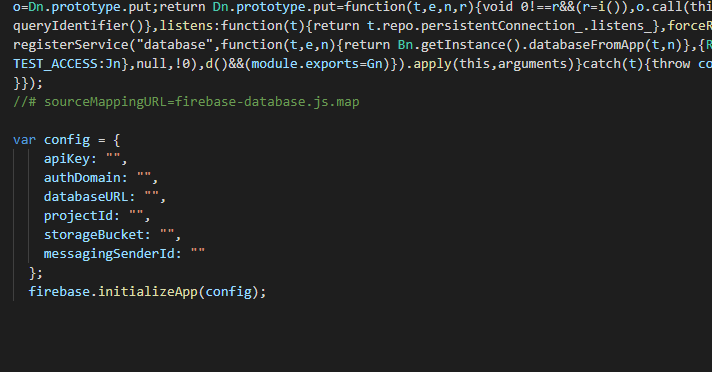 o=Dn.prototype.put;return Dn.prototype.put=function(t,e,n,r){void 0!==r&&(r=i()),o.call(thi
queryIdentifier()},listens:function(t){return t.repo.persistentConnection_.listens_},forceR
registerService("database",function(t,e,n){return Bn.getInstance().databaseFromApp(t,n)},{R
TEST_ACCESS:Jn},null,!0),d()&&(module.exports=Gn)}).apply(this,arguments)}catch(t){throw co
}});
//# sourceMappingURL=firebase-database.js.map
var config = {
apiKey: "",
authDomain: "",
databaseURL: "",
projectId: "",
storageBucket: "",
messagingSenderId: ""
};
firebase.initializeApp(config);